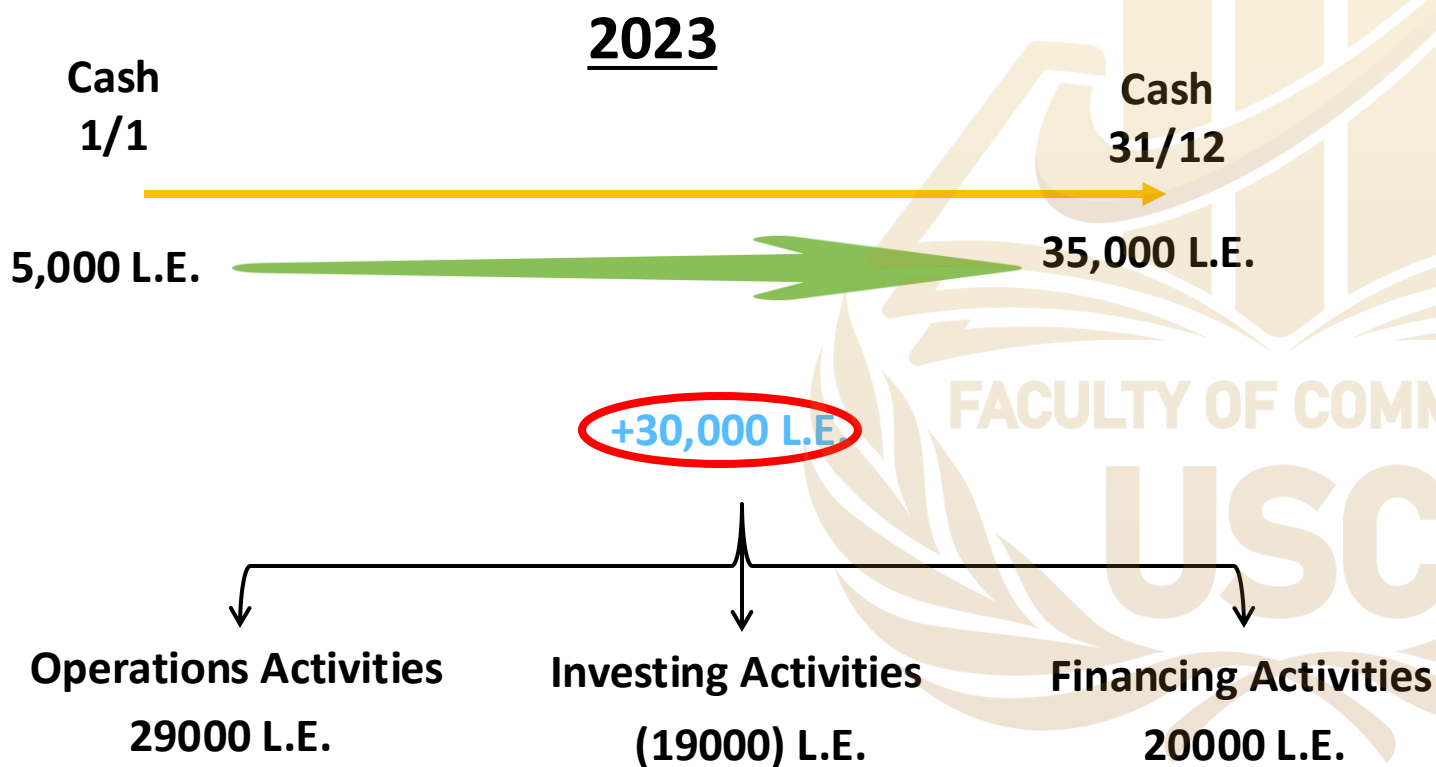 2023
Cash
1/1
Cash
31/12
5,000 L.E.
35,000 L.E.
+30,000 L.E.
FACULTY OF COMM
USC
Operations Activities
29000 L.E.
Investing Activities
(19000) L.E.
Financing Activities
20000 L.E.